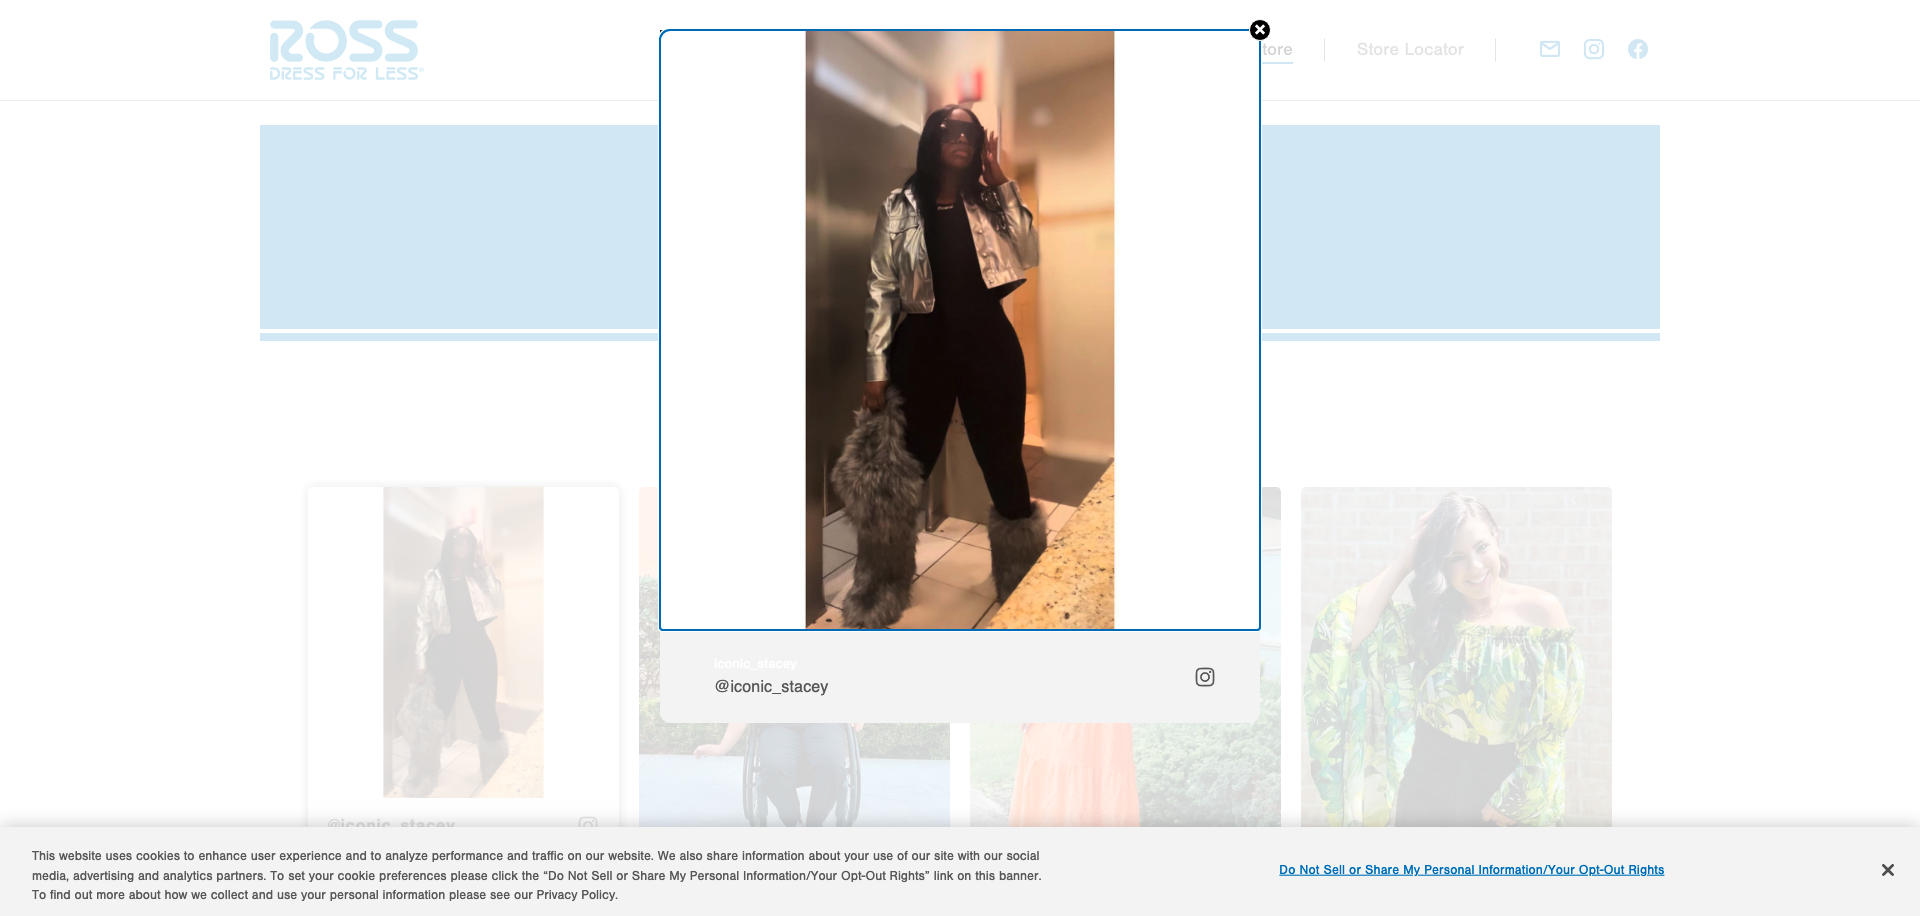 ROSS
DRESS FOR LESS®
tore
Store Locator
iconic_stacey
@iconic_stacey
@iconic_stacey
This website uses cookies to enhance user experience and to analyze performance and traffic on our website. We also share information about your use of our site with our social
media, advertising and analytics partners. To set your cookie preferences please click the “Do Not Sell or Share My Personal Information/Your Opt-Out Rights” link on this banner.
To find out more about how we collect and use your personal information please see our Privacy Policy.
Do Not Sell or Share My Personal Information/Your Opt-Out Rights